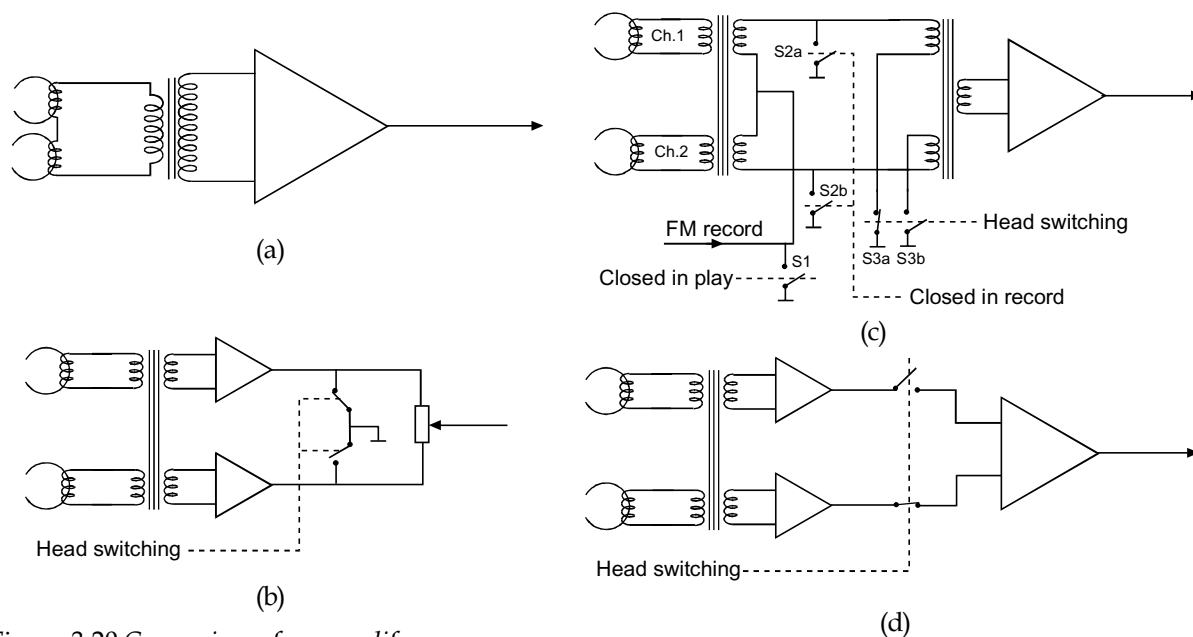 (a)
Ch.1
S2a
Ch.2
S2b
FM record
Head switching
S3a S3b
S1
Closed in play
Closed in record
(c)
Head switching
(b)
Head switching
(d)